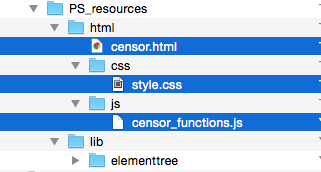 PS_resources
html
censor.html
css
style.css
js
censor_functions.js
lib
elementtree